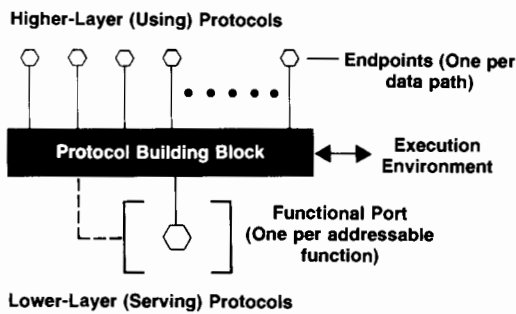 Higher-Layer (Using) Protocols
Endpoints (One per
data path)
Protocol Building Block
Execution
Environment
Functional Port
(One per addressable
function)
Lower-Layer (Serving) Protocols